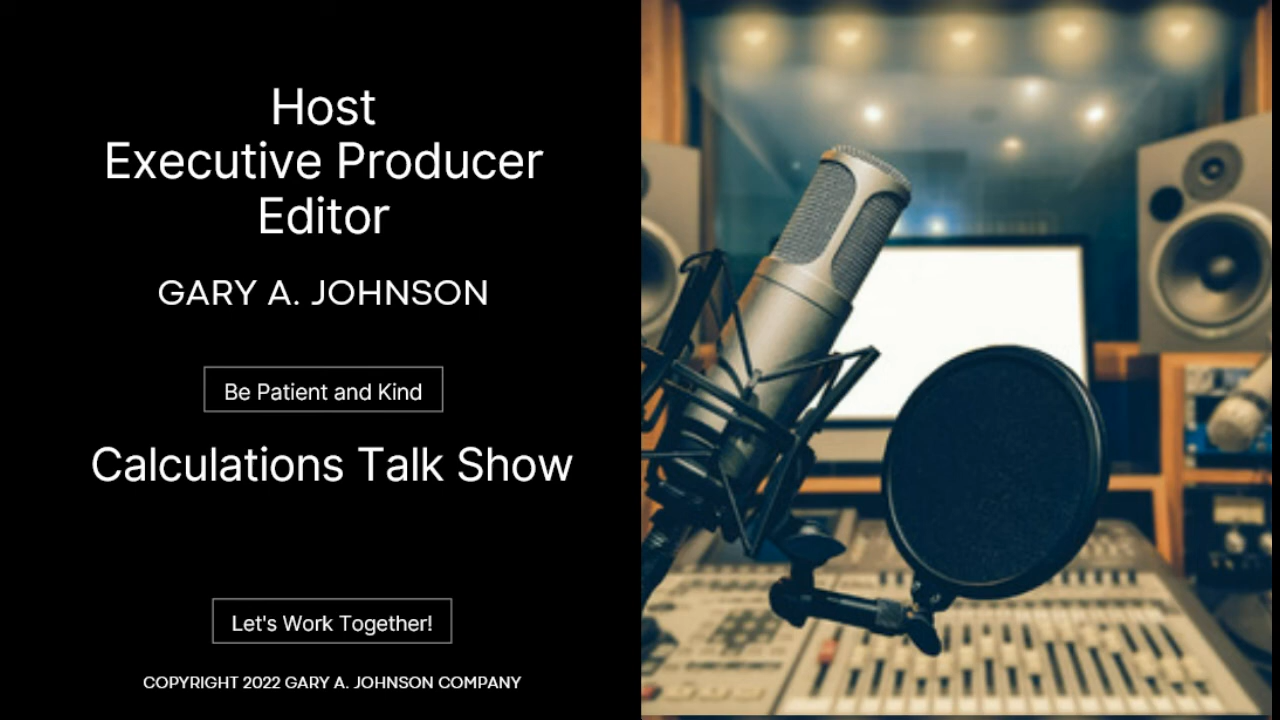 Host
Executive Producer
Editor
GARY A. JOHNSON
Be Patient and Kind
Calculations Talk Show
Let's Work Together!
COPYRIGHT 2022 GARY A. JOHNSON COMPANY